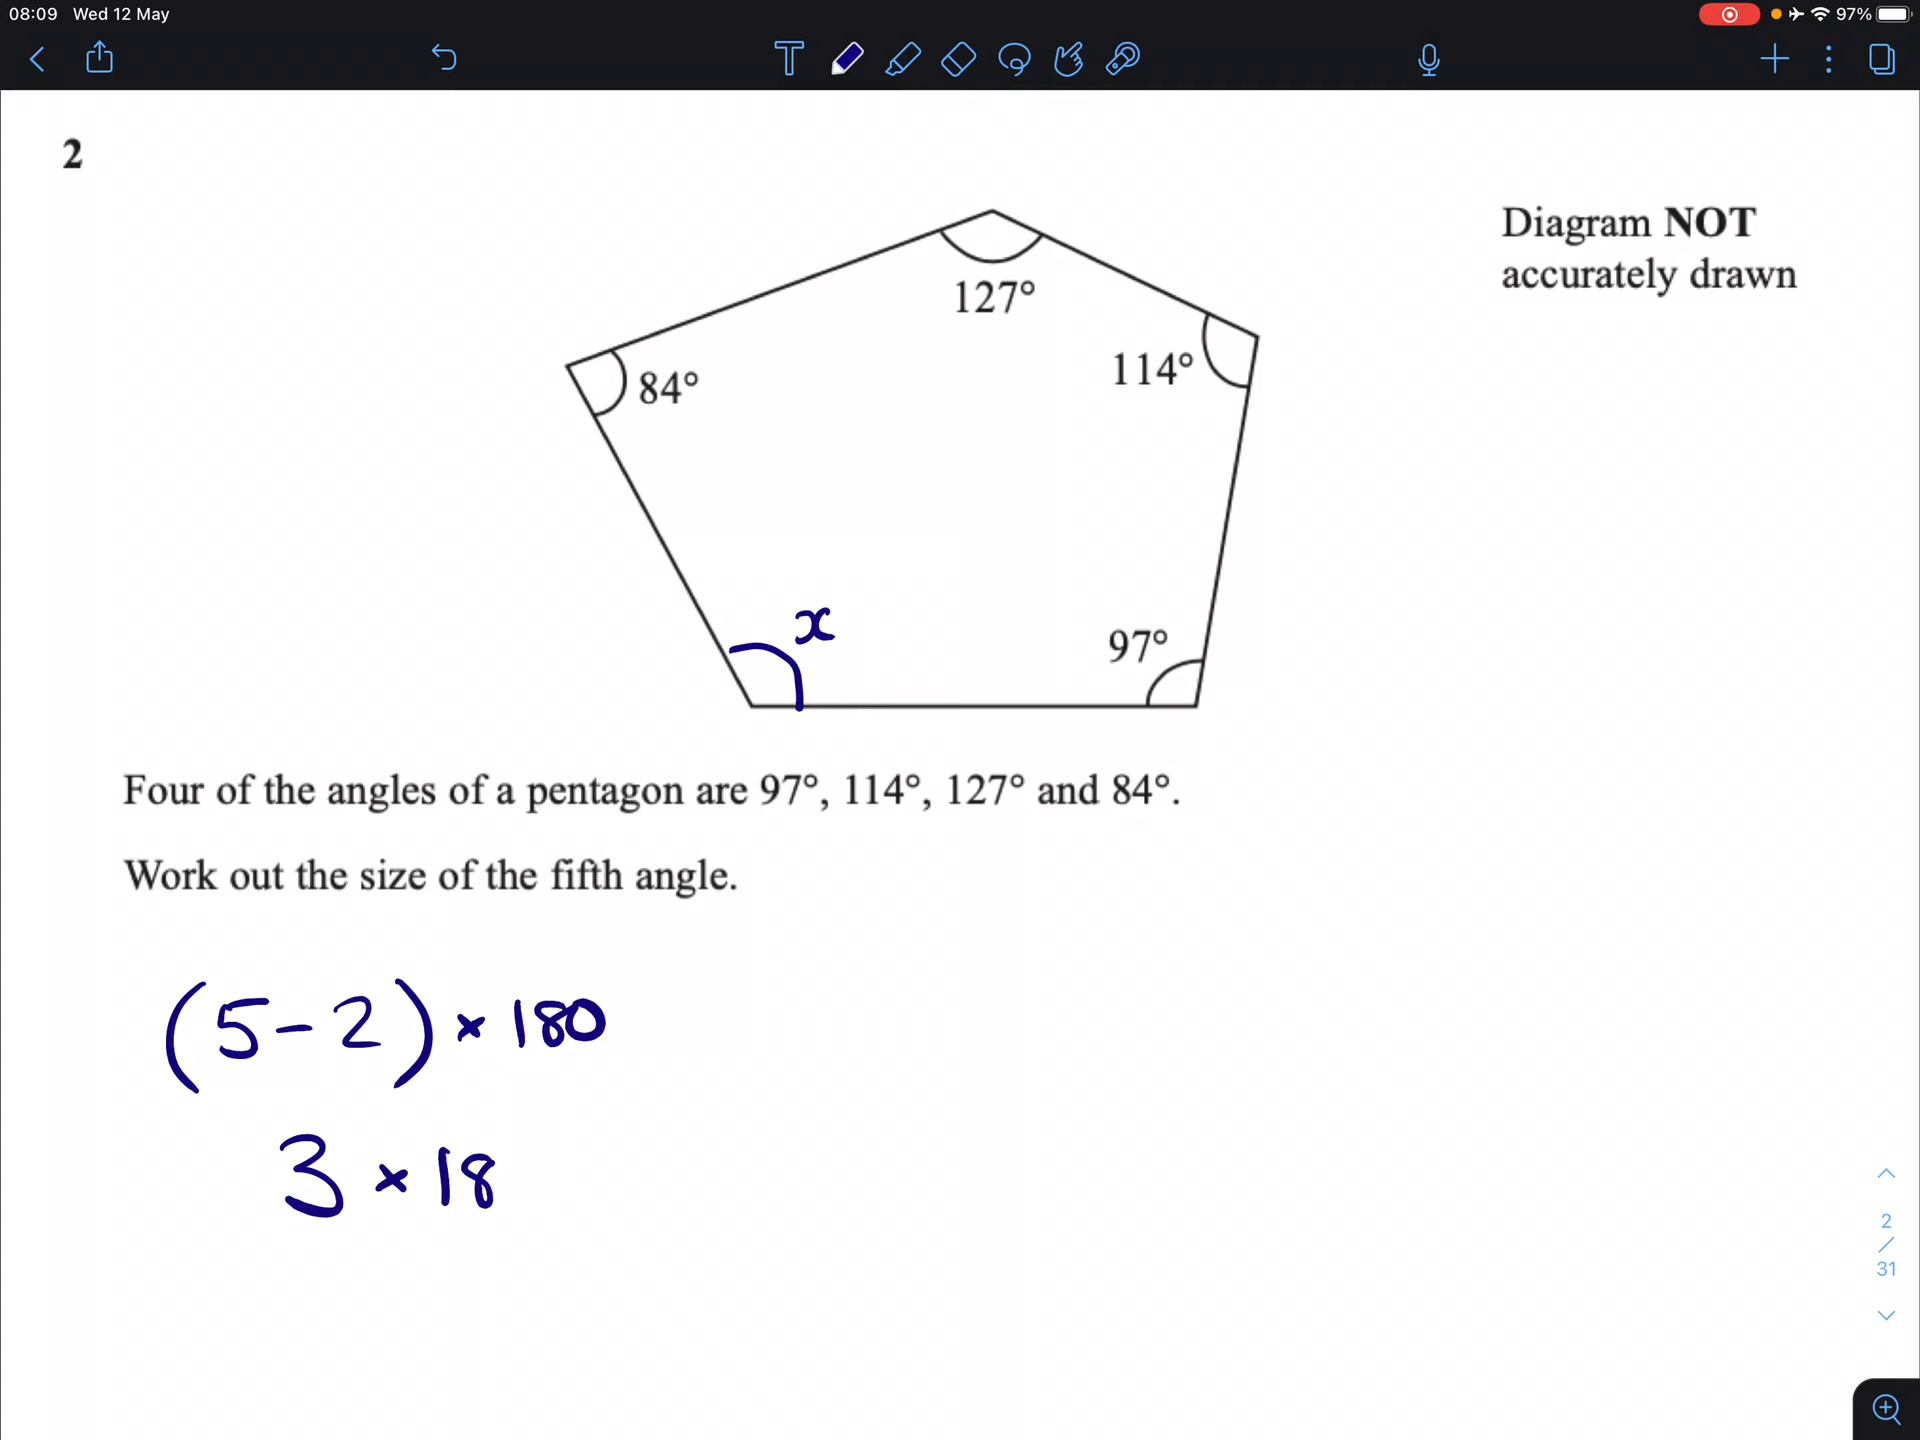 08:09 Wed 12 May
97%
2
Diagram NOT
accurately drawn
127°
114°
84°
x
97°
Four of the angles of a pentagon are 97°, 114°, 127° and 84°.
Work out the size of the fifth angle.
(5-2) × 180
3 × 18
2
/
31